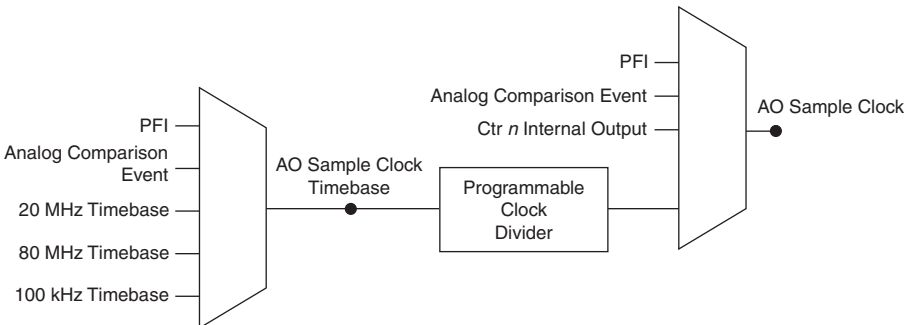 PFI
Analog Comparison Event
Ctr n Internal Output
AO Sample Clock
PFI
Analog Comparison
Event
20 MHz Timebase
80 MHz Timebase
100 kHz Timebase
AO Sample Clock
Timebase
Programmable
Clock
Divider